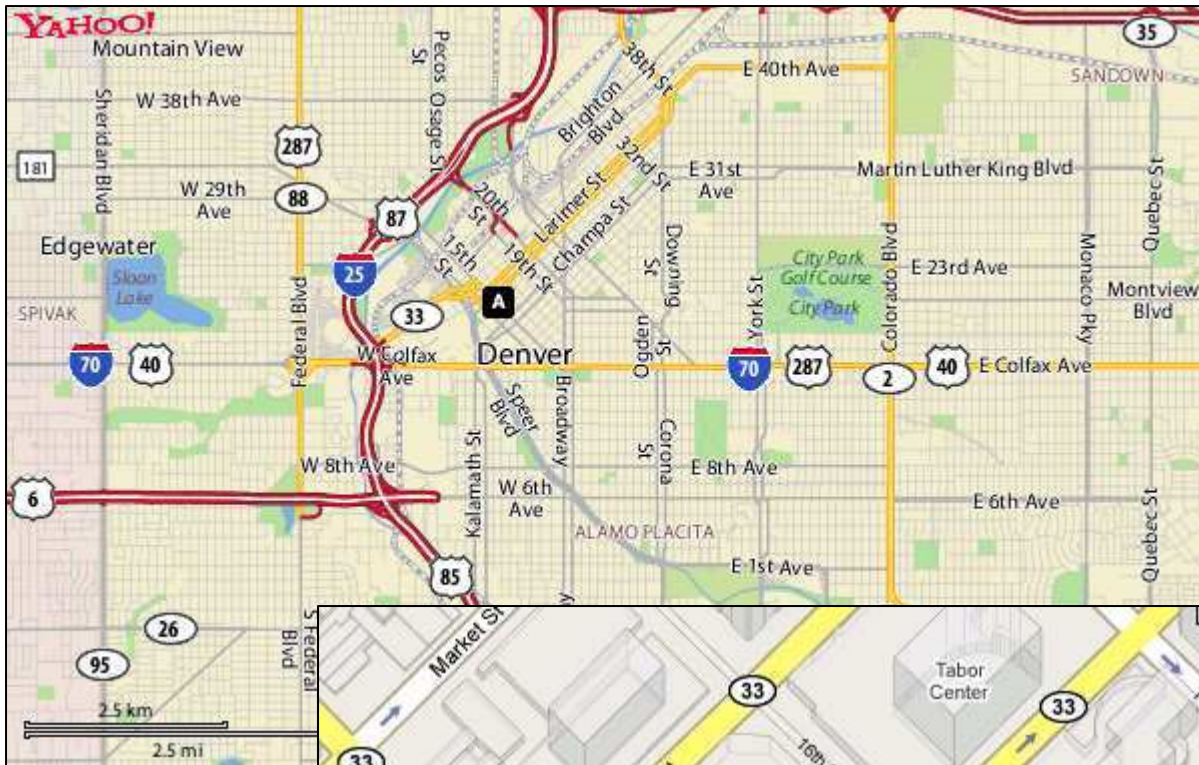 YAHOO!
Mountain View
Pecos
St
Osage St
38th St
E 40th Ave
35
SANDOWN
Sheridan Blvd
W 38th Ave
Brighton
Blvd
287
32nd St
181
E 31st
Ave
Martin Luther King Blvd
W 29th
Ave
88
87
20th
St
Larimer St
Champa St
Quebec St
Edgewater
15th
St
19th St
Downing
St
City Park
Golf Course
Colorado Blvd
Monaco Pky
E 23rd Ave
Sloan
Lake
25
Federal Blvd
A
City Park
Montview
Blvd
SPIVAK
33
York St
Ogden
St
70
40
W Colfax
Ave
Denver
70
287
2
40
E Colfax Ave
Speer
Blvd
Broadway
Corona
St
W 8th Ave
Kalamath St
E 8th Ave
6
W 6th
Ave
E 6th Ave
Quebec St
ALAMO PLACITA
85
E 1st Ave
26
S Federal
Blvd
Market St
95
Tabor
Center
33
33
2.5 km
16th
2.5 mi
33